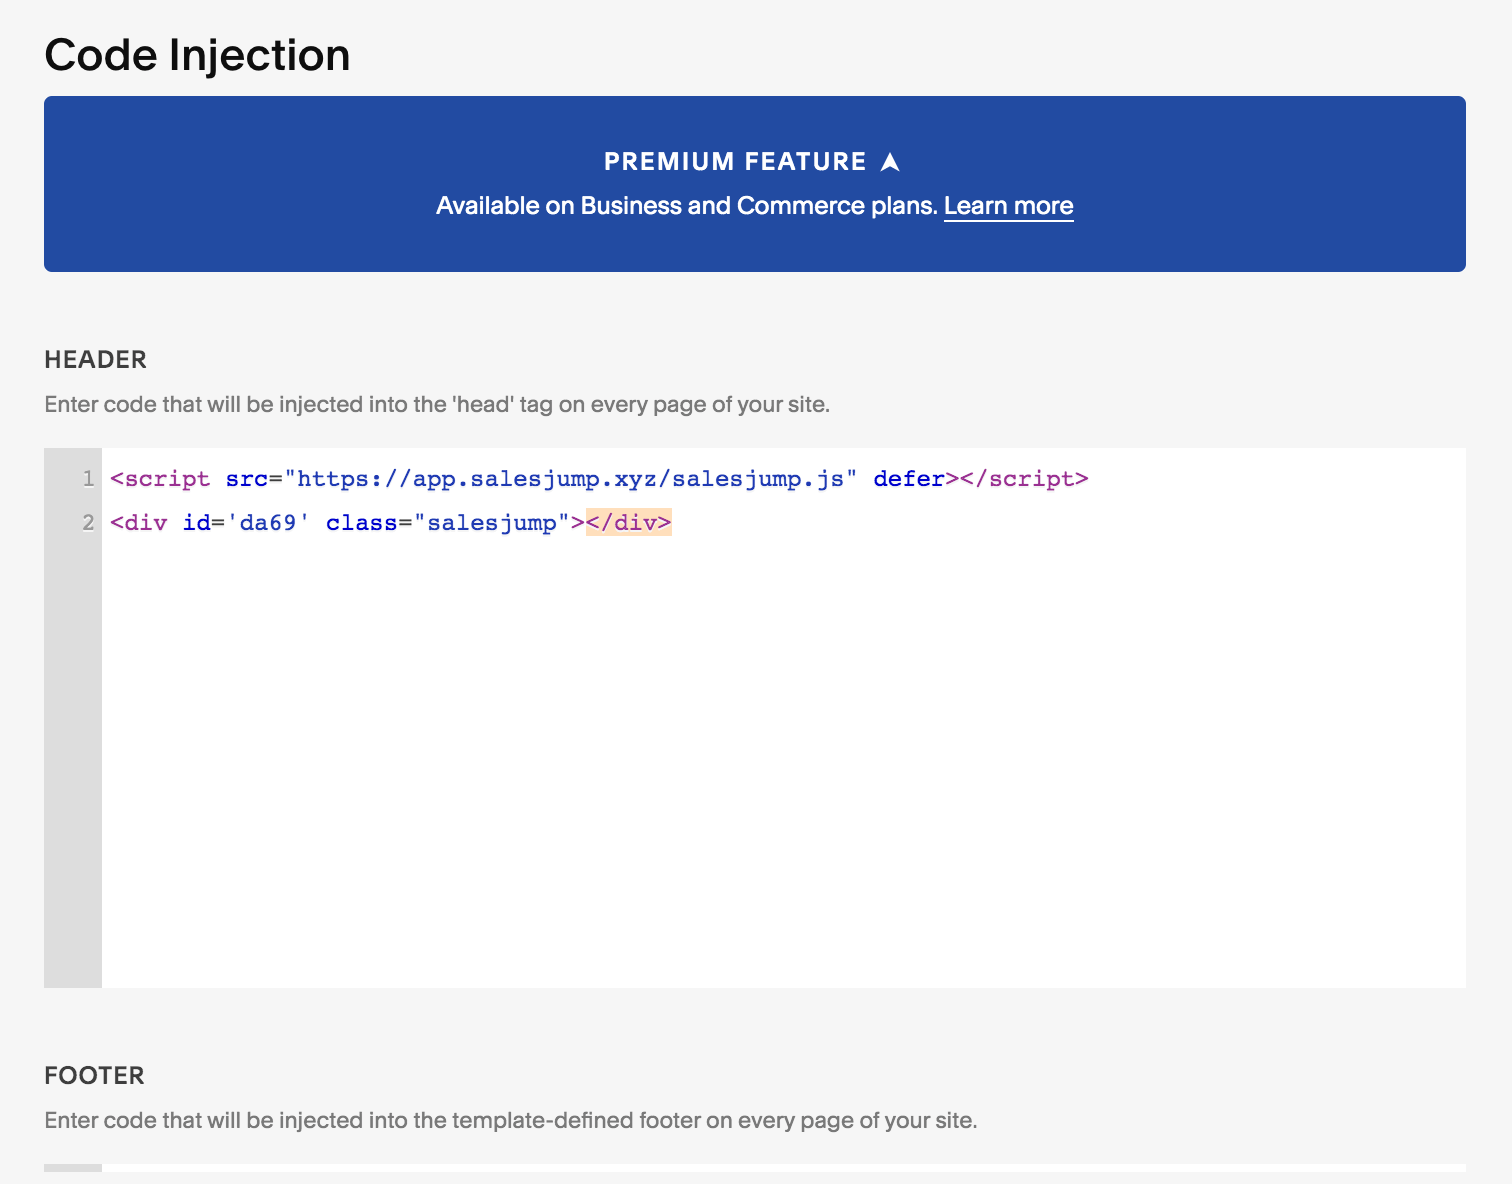 Code Injection
PREMIUM FEATURE
Available on Business and Commerce plans. Learn more
HEADER
Enter code that will be injected into the 'head' tag on every page of your site.
1 <script src="https://app.salesjump.xyz/salesjump.js" defer></script>
2 <div id='da69' class="salesjump"></div>
FOOTER
Enter code that will be injected into the template-defined footer on every page of your site.